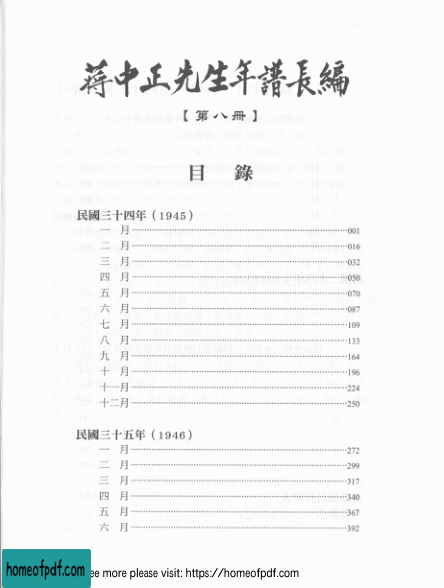 蔣中正先生年譜長編
【第八冊】
目 錄
民國三十四年（1945）
一 月……001
二 月……016
三 月……032
四 月……050
五 月……070
六 月……087
七 月……109
八 月……133
九 月……164
十 月……196
十一月……224
十二月……250
民國三十五年（1946）
一 月……272
二 月……299
三 月……317
四 月……340
五 月……367
六 月……392
homeofpdf.com
ee more please visit: https://homeofpdf.com